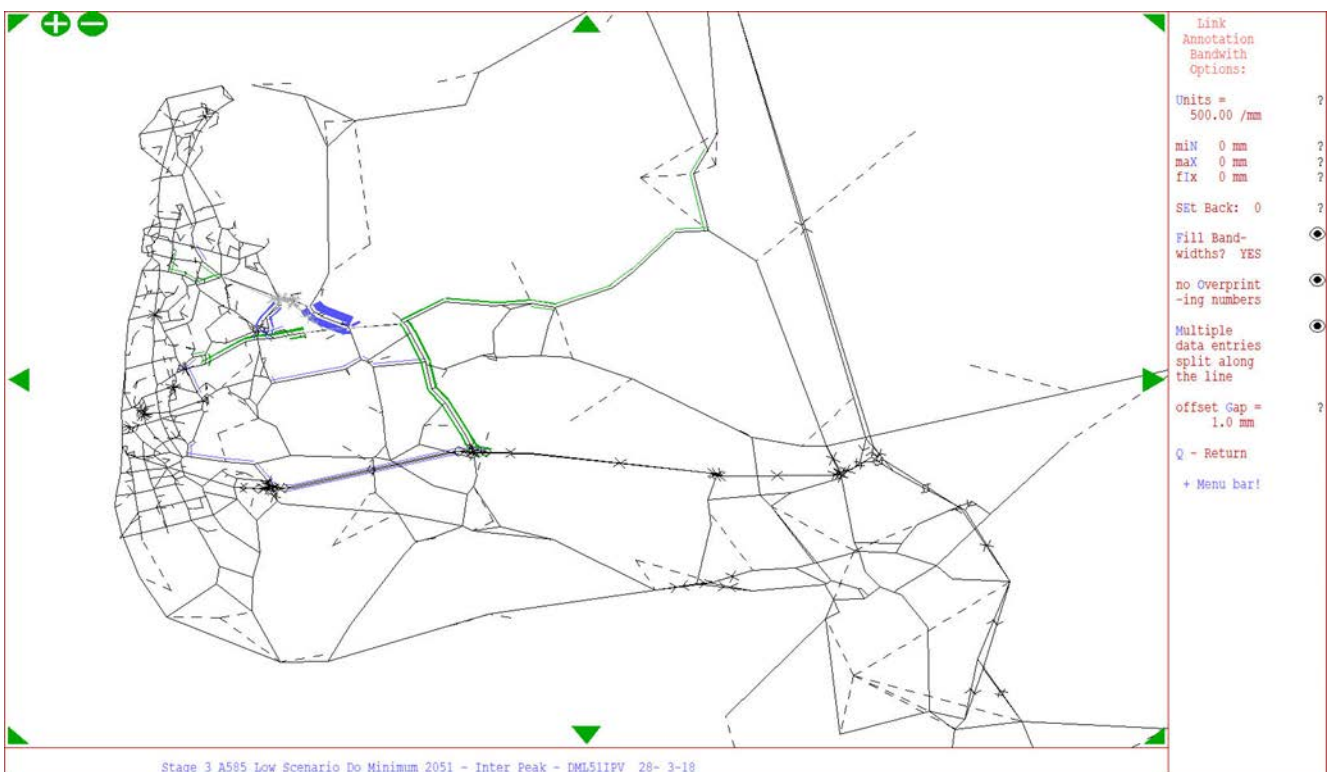 Link
Annotation
Bandwith
Options:
Units = ?
500.00 /mm
miN 0 mm ?
maX 0 mm ?
fIx 0 mm ?
SEt Back: 0 ?
Fill Band-
widths? YES
no Overprint
-ing numbers
Multiple
data entries
split along
the line
offset Gap = ?
1.0 mm
Q - Return
+ Menu bar!
Stage 3 A585 Low Scenario Do Minimum 2051 - Inter Peak - DML51IPV 28- 3-18